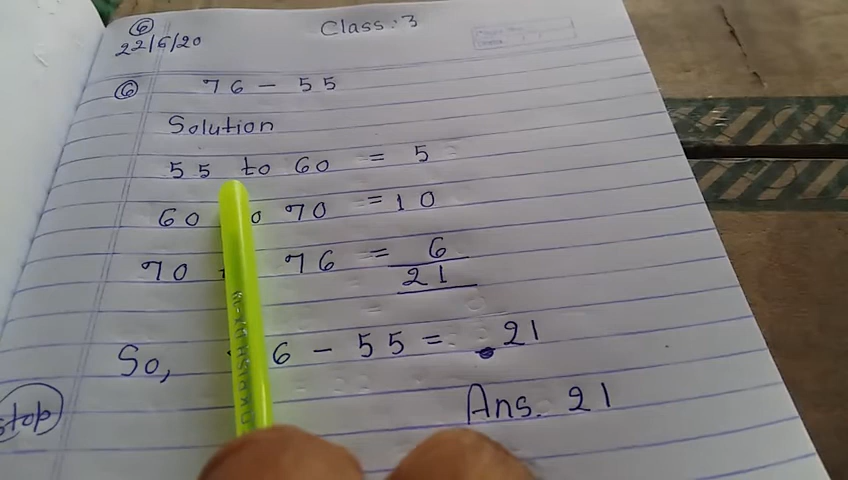 6
22/6/20
Class:3
6 76 - 55
Solution
55 to 60 = 5
60 70 = 10
70 76 = 6
21
So, 6 - 55 = 21
Ans. 21